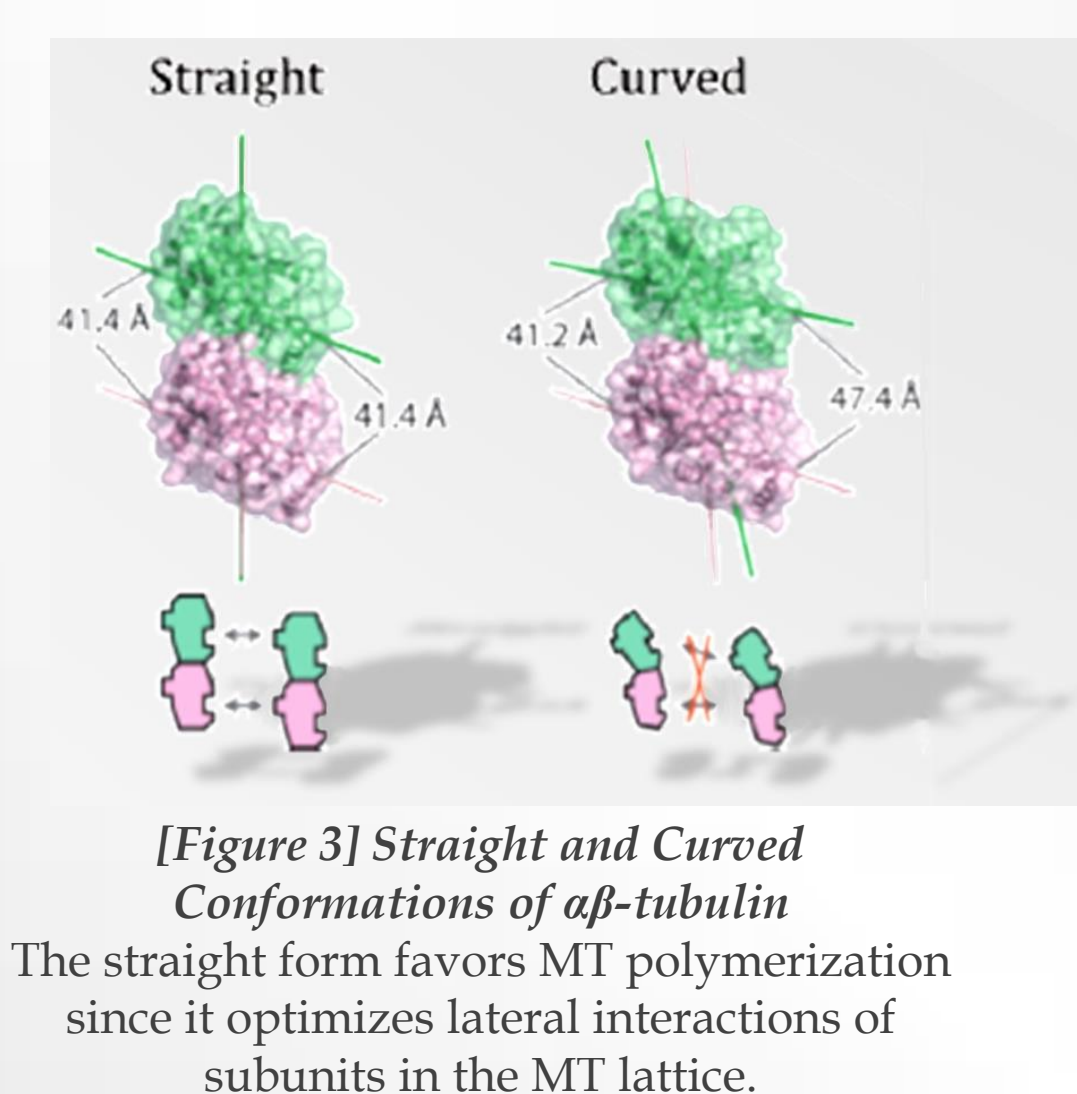 Straight
Curved
41.4 Å
41.4 Å
41.2 Å
47.4 Å
[Figure 3] Straight and Curved
Conformations of αβ-tubulin
The straight form favors MT polymerization
since it optimizes lateral interactions of
subunits in the MT lattice.